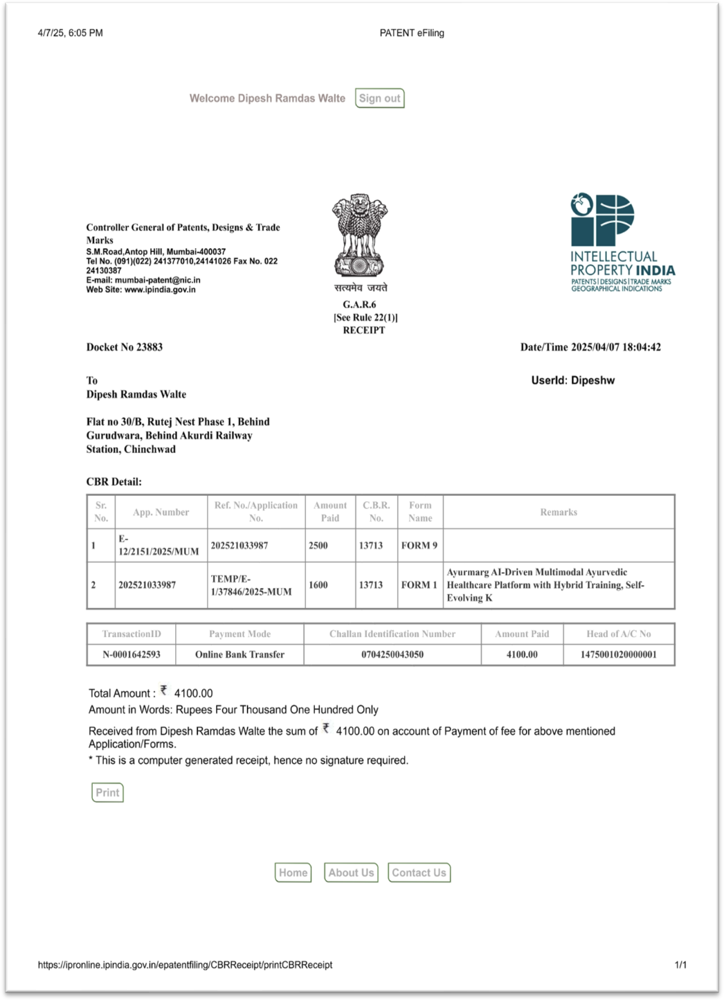 4/7/25, 6:05 PM PATENT eFiling
Welcome Dipesh Ramdas Walte Sign out
Controller General of Patents, Designs & Trade
Marks
S.M.Road,Antop Hill, Mumbai-400037
Tel No. (091)(022) 241377010,24141026 Fax No. 022
24130387
E-mail: mumbai-patent@nic.in
Web Site: www.ipindia.gov.in
सत्यमेव जयते
G.A.R.6
[See Rule 22(1)]
RECEIPT
INTELLECTUAL
PROPERTY INDIA
PATENTS|DESIGNS|TRADE MARKS
GEOGRAPHICAL INDICATIONS
Docket No 23883 Date/Time 2025/04/07 18:04:42
To UserId: Dipeshw
Dipesh Ramdas Walte
Flat no 30/B, Rutej Nest Phase 1, Behind
Gurudwara, Behind Akurdi Railway
Station, Chinchwad
CBR Detail:
Sr. No. App. Number Ref. No./Application No. Amount Paid C.B.R. No. Form Name Remarks
1 E-12/2151/2025/MUM 202521033987 2500 13713 FORM 9
2 202521033987 TEMP/E-1/37846/2025-MUM 1600 13713 FORM 1 Ayurmarg AI-Driven Multimodal Ayurvedic Healthcare Platform with Hybrid Training, Self-Evolving K
TransactionID Payment Mode Challan Identification Number Amount Paid Head of A/C No
N-0001642593 Online Bank Transfer 0704250043050 4100.00 1475001020000001
Total Amount : ₹ 4100.00
Amount in Words: Rupees Four Thousand One Hundred Only
Received from Dipesh Ramdas Walte the sum of ₹ 4100.00 on account of Payment of fee for above mentioned
Application/Forms.
* This is a computer generated receipt, hence no signature required.
Print
Home About Us Contact Us
https://ipronline.ipindia.gov.in/epatentfiling/CBRReceipt/printCBRReceipt 1/1